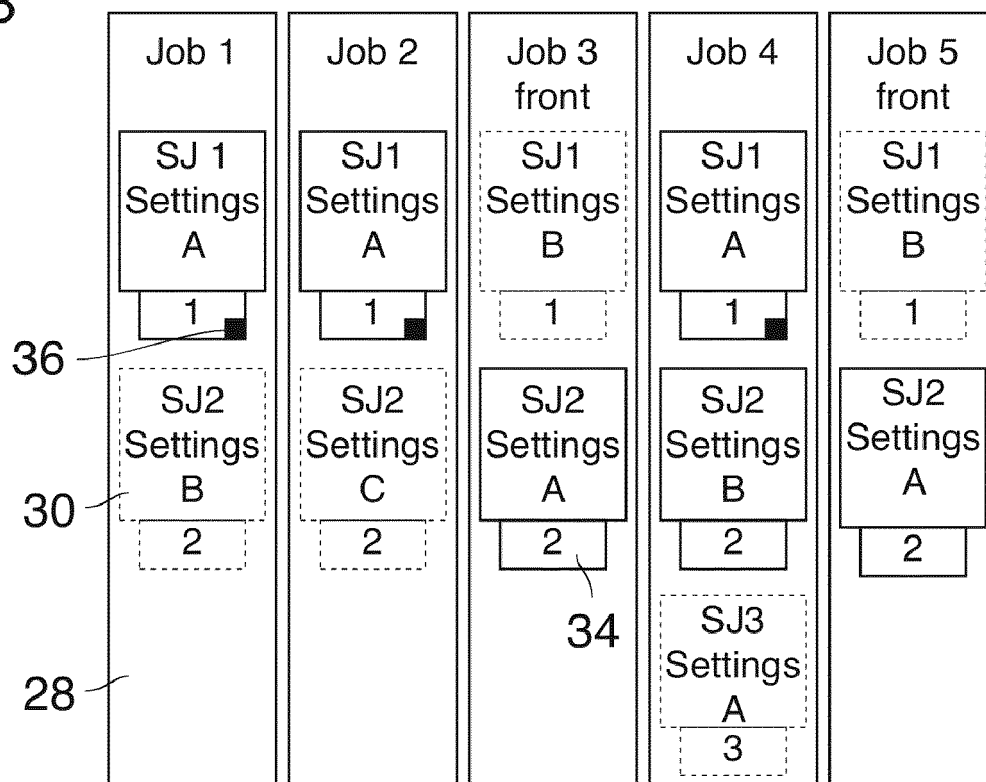 Job 1
SJ 1
Settings
A
1
SJ2
Settings
B
2
Job 2
SJ1
Settings
A
1
SJ2
Settings
C
2
Job 3
front
SJ1
Settings
B
1
SJ2
Settings
A
2
Job 4
SJ1
Settings
A
1
SJ2
Settings
B
2
SJ3
Settings
A
3
Job 5
front
SJ1
Settings
B
1
SJ2
Settings
A
2
36
30
28
34